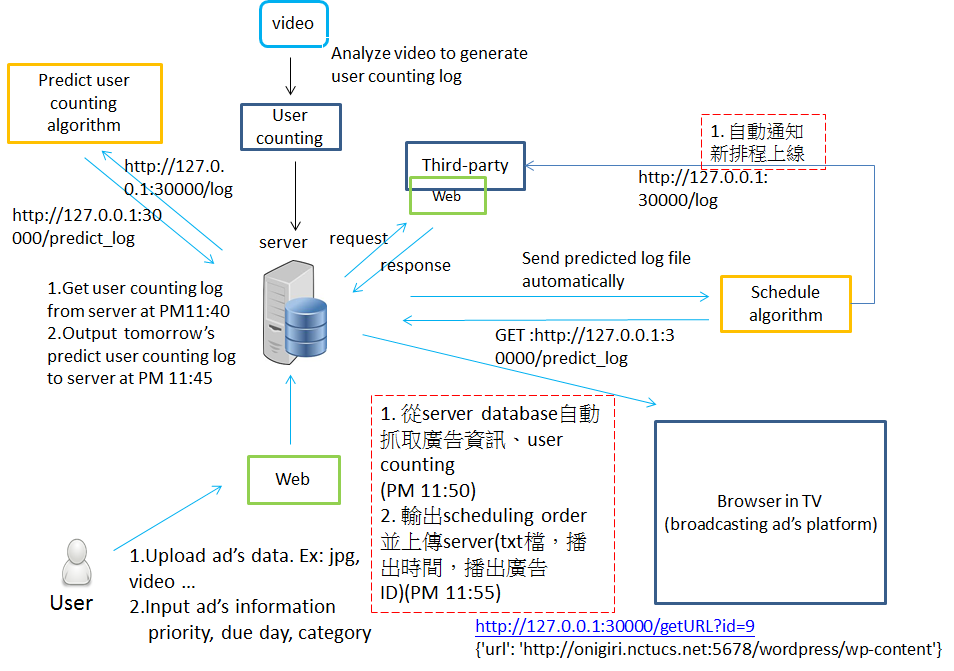 video
Analyze video to generate
user counting log
Predict user
counting
algorithm
User
counting
1. 自動通知
新排程上線
Third-party
Web
http://127.0.0.1:
30000/log
http://127.0.
0.1:30000/log
http://127.0.0.1:30
000/predict_log
server
request
response
Send predicted log file
automatically
Schedule
algorithm
1.Get user counting log
from server at PM11:40
2.Output tomorrow’s
predict user counting log
to server at PM 11:45
GET :http://127.0.0.1:3
0000/predict_log
1. 從server database自動
抓取廣告資訊、user
counting
(PM 11:50)
2. 輸出scheduling order
並上傳server(txt檔，播
出時間，播出廣告
ID)(PM 11:55)
Web
Browser in TV
(broadcasting ad’s platform)
User
1.Upload ad’s data. Ex: jpg,
video ...
2.Input ad’s information
priority, due day, category
http://127.0.0.1:30000/getURL?id=9
{'url': 'http://onigiri.nctucs.net:5678/wordpress/wp-content'}